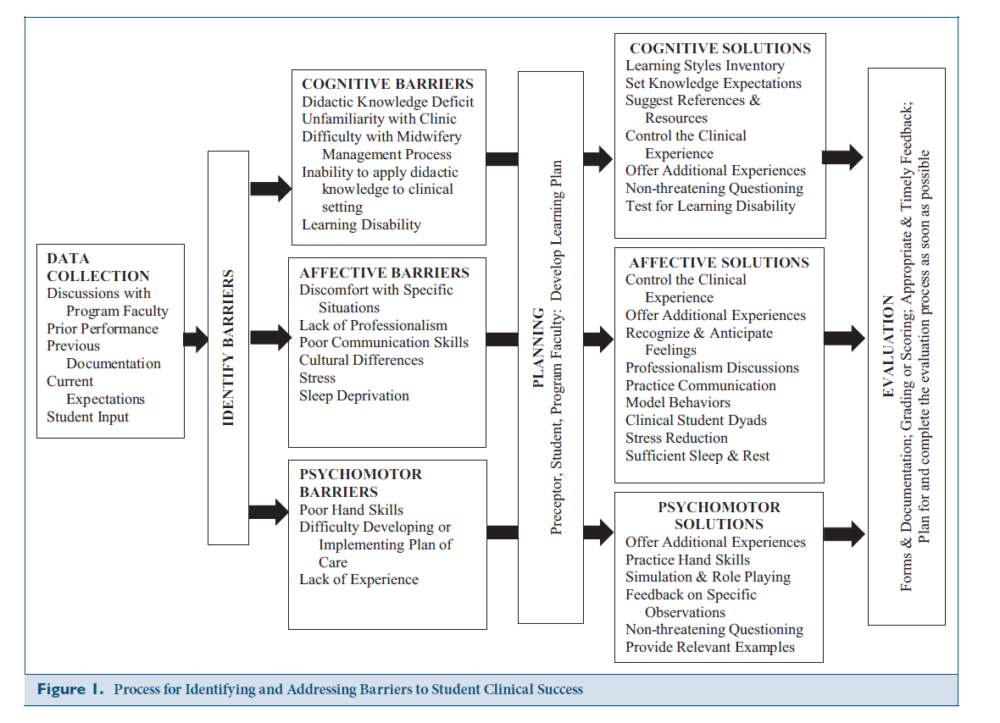 DATA
COLLECTION
Discussions with
Program Faculty
Prior Performance
Previous
Documentation
Current
Expectations
Student Input
IDENTIFY BARRIERS
COGNITIVE BARRIERS
Didactic Knowledge Deficit
Unfamiliarity with Clinic
Difficulty with Midwifery
Management Process
Inability to apply didactic
knowledge to clinical
setting
Learning Disability
AFFECTIVE BARRIERS
Discomfort with Specific
Situations
Lack of Professionalism
Poor Communication Skills
Cultural Differences
Stress
Sleep Deprivation
PSYCHOMOTOR
BARRIERS
Poor Hand Skills
Difficulty Developing or
Implementing Plan of
Care
Lack of Experience
PLANNING
Preceptor, Student, Program Faculty: Develop Learning Plan
COGNITIVE SOLUTIONS
Learning Styles Inventory
Set Knowledge Expectations
Suggest References &
Resources
Control the Clinical
Experience
Offer Additional Experiences
Non-threatening Questioning
Test for Learning Disability
AFFECTIVE SOLUTIONS
Control the Clinical
Experience
Offer Additional Experiences
Recognize & Anticipate
Feelings
Professionalism Discussions
Practice Communication
Model Behaviors
Clinical Student Dyads
Stress Reduction
Sufficient Sleep & Rest
PSYCHOMOTOR
SOLUTIONS
Offer Additional Experiences
Practice Hand Skills
Simulation & Role Playing
Feedback on Specific
Observations
Non-threatening Questioning
Provide Relevant Examples
EVALUATION
Forms & Documentation; Grading or Scoring; Appropriate & Timely Feedback;
Plan for and complete the evaluation process as soon as possible
Figure 1. Process for Identifying and Addressing Barriers to Student Clinical Success